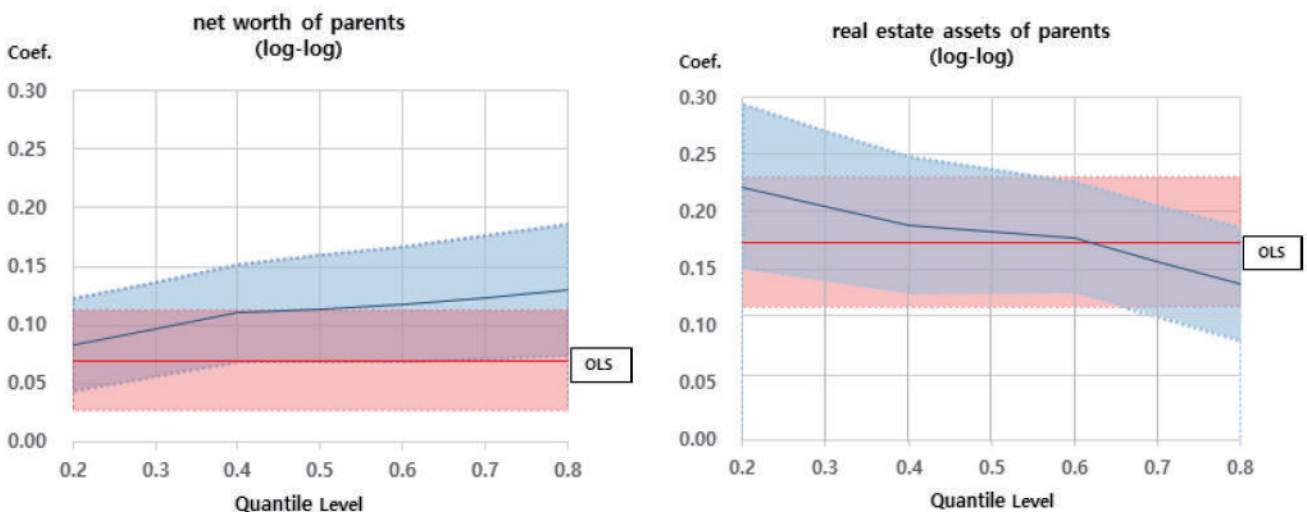 net worth of parents
(log-log)
Coef.
0.30
0.25
0.20
0.15
0.10
0.05
0.00
0.2 0.3 0.4 0.5 0.6 0.7 0.8
Quantile Level
OLS
real estate assets of parents
(log-log)
Coef.
0.30
0.25
0.20
0.15
0.10
0.05
0.00
0.2 0.3 0.4 0.5 0.6 0.7 0.8
Quantile Level
OLS